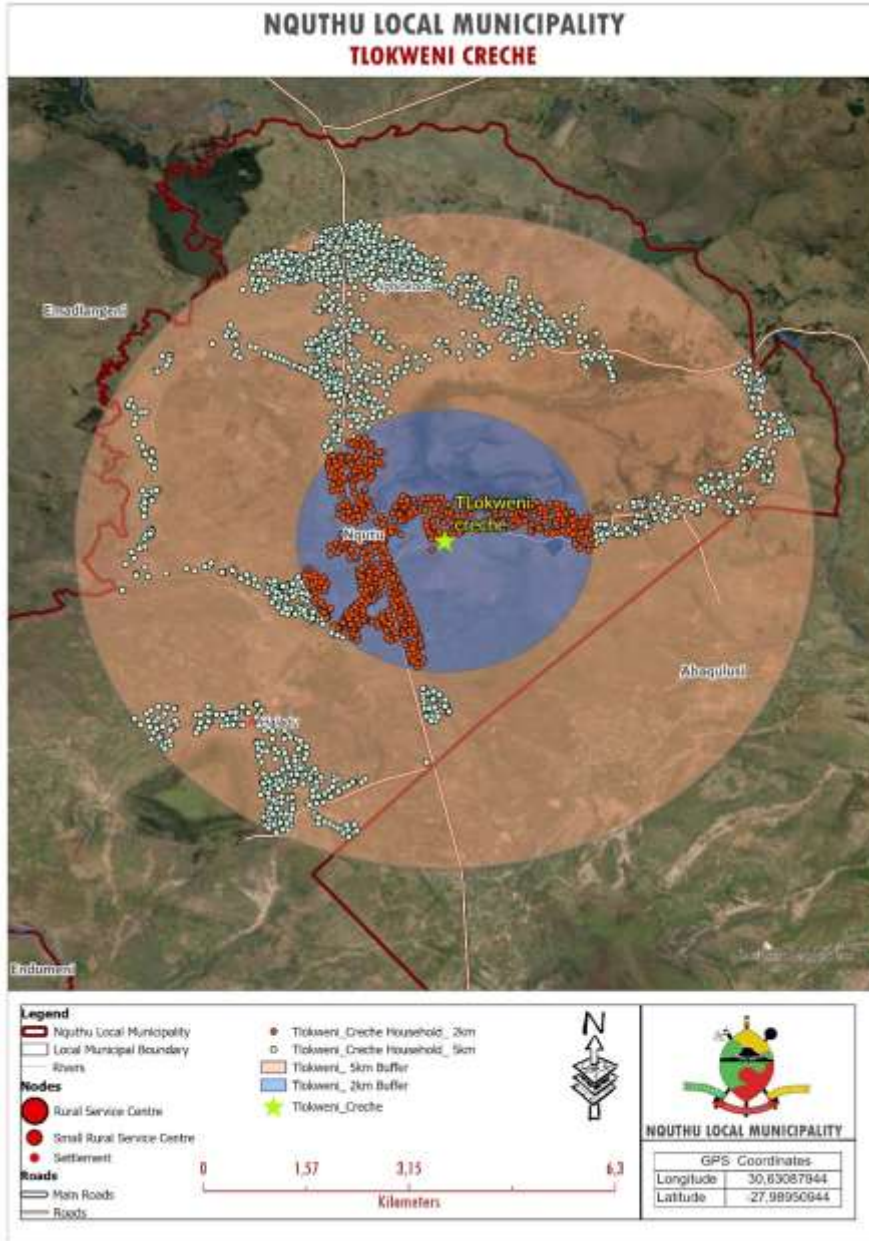 NQUTHU LOCAL MUNICIPALITY
TLOKWENI CRECHE
Emadlangeni
TLokweni
creche
Nqutu
Abaqulusi
Endumeni
Legend
Nquthu Local Municipality
Local Municipal Boundary
Rivers
Nodes
Rural Service Centre
Small Rural Service Centre
Settlement
Roads
Main Roads
Roads
Tlokweni_Creche Household_ 2km
Tlokweni_Creche Household_ 5km
Tlokweni_ 5km Buffer
Tlokweni_ 2km Buffer
Tlokweni_Creche
N
0 1,57 3,15 6,3
Kilometers
NQUTHU LOCAL MUNICIPALITY
GPS Coordinates
Longitude 30,63087944
Latitude -27,98950944